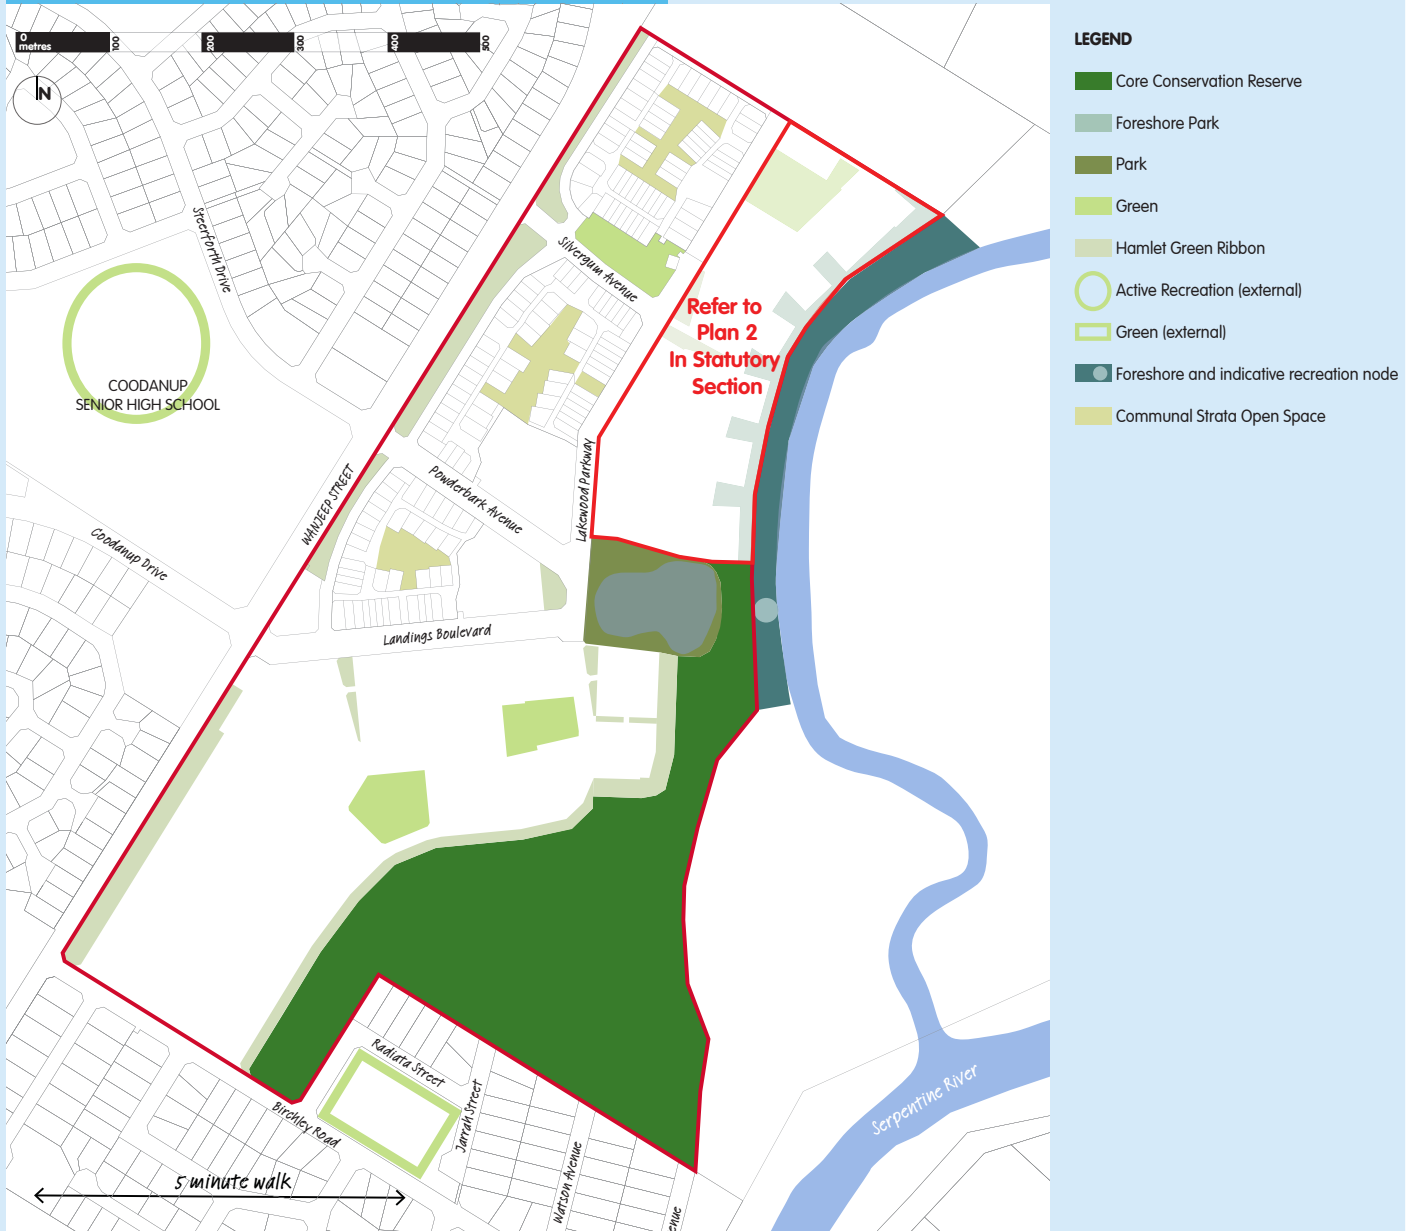 0
metres
100
200
300
400
500
N
Steerforth Drive
COODANUP
SENIOR HIGH SCHOOL
Silvergum Avenue
Refer to
Plan 2
In Statutory
Section
Lakewood Parkway
Powderbark Avenue
WANJEEP STREET
Coodanup Drive
Landings Boulevard
Radiata Street
Jarrah Street
Birchley Road
Watson Avenue
enue
5 minute walk
Serpentine River
LEGEND
Core Conservation Reserve
Foreshore Park
Park
Green
Hamlet Green Ribbon
Active Recreation (external)
Green (external)
Foreshore and indicative recreation node
Communal Strata Open Space